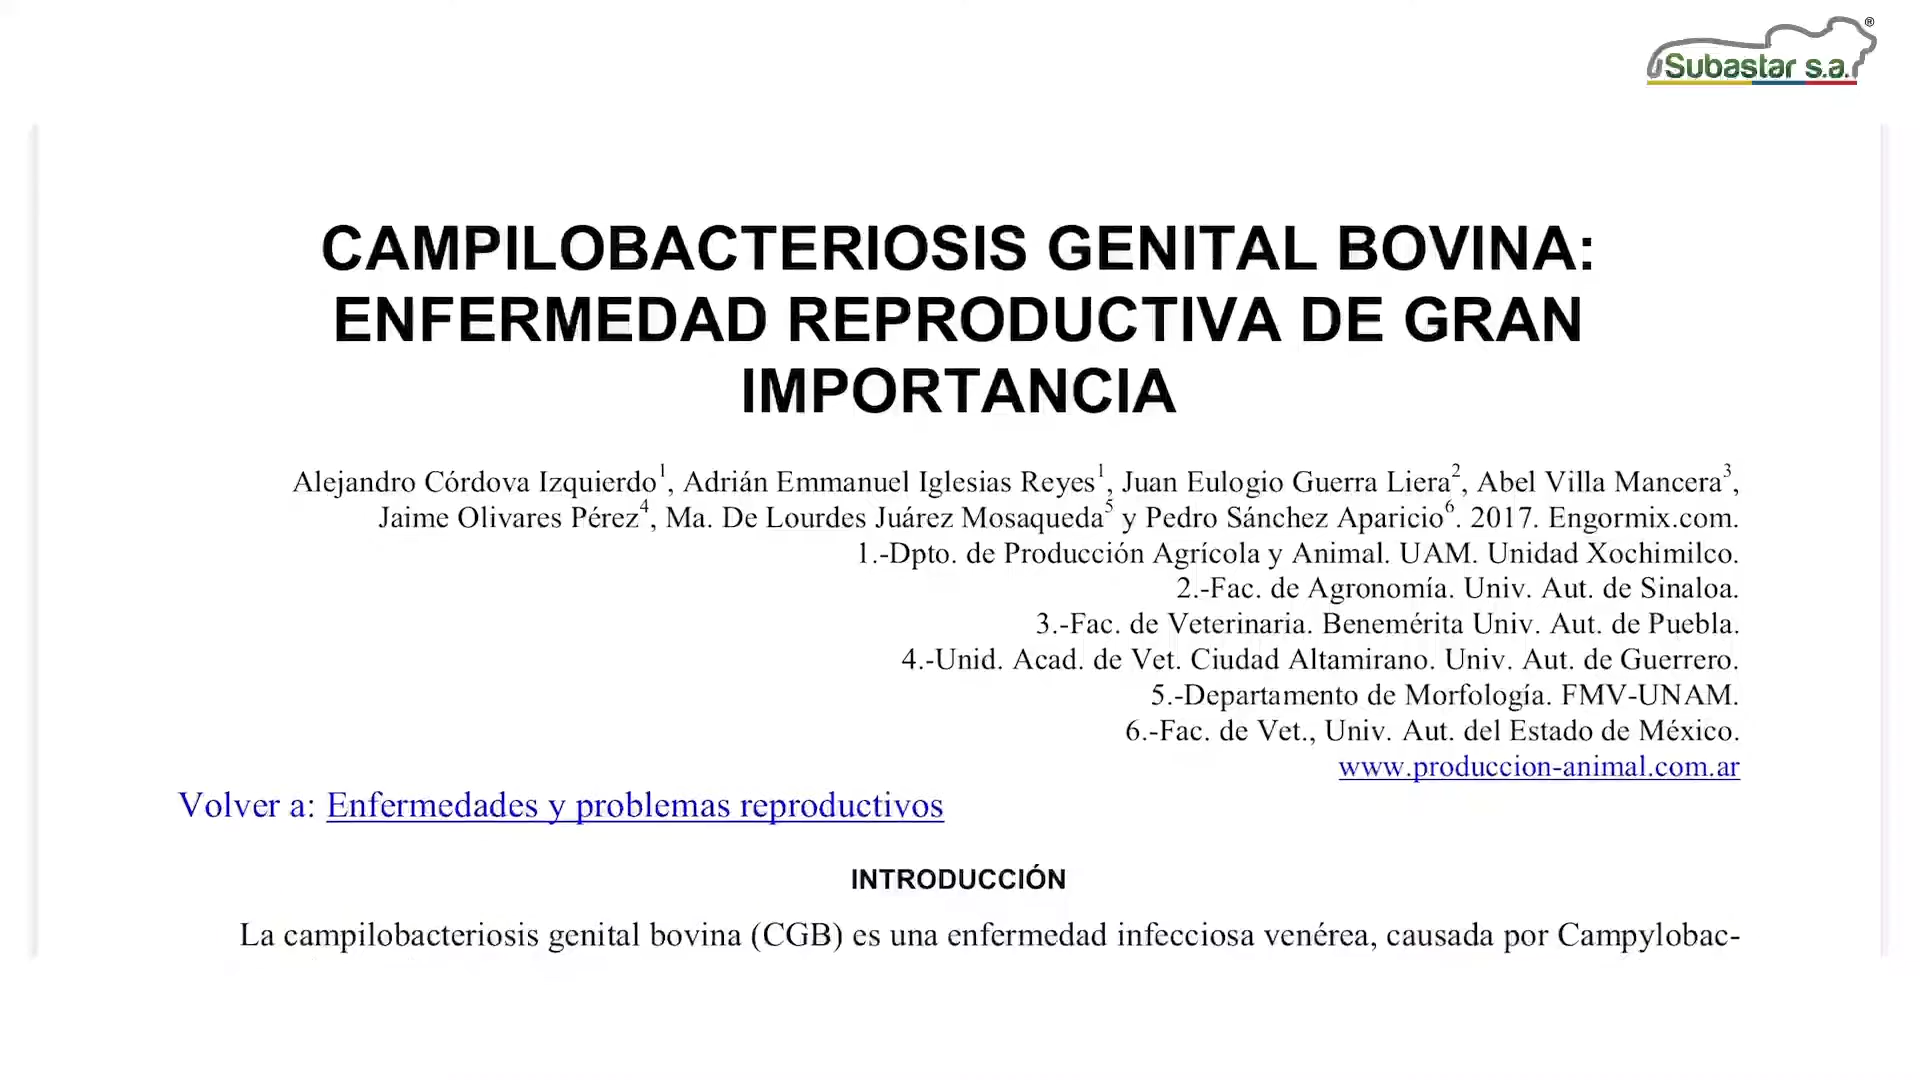 Subastar s.a. ®
CAMPILOBACTERIOSIS GENITAL BOVINA:
ENFERMEDAD REPRODUCTIVA DE GRAN
IMPORTANCIA
Alejandro Córdova Izquierdo1, Adrián Emmanuel Iglesias Reyes1, Juan Eulogio Guerra Liera2, Abel Villa Mancera3,
Jaime Olivares Pérez4, Ma. De Lourdes Juárez Mosaqueda5 y Pedro Sánchez Aparicio6. 2017. Engormix.com.
1.-Dpto. de Producción Agrícola y Animal. UAM. Unidad Xochimilco.
2.-Fac. de Agronomía. Univ. Aut. de Sinaloa.
3.-Fac. de Veterinaria. Benemérita Univ. Aut. de Puebla.
4.-Unid. Acad. de Vet. Ciudad Altamirano. Univ. Aut. de Guerrero.
5.-Departamento de Morfología. FMV-UNAM.
6.-Fac. de Vet., Univ. Aut. del Estado de México.
www.produccion-animal.com.ar
Volver a: Enfermedades y problemas reproductivos
INTRODUCCIÓN
La campilobacteriosis genital bovina (CGB) es una enfermedad infecciosa venérea, causada por Campylobac-